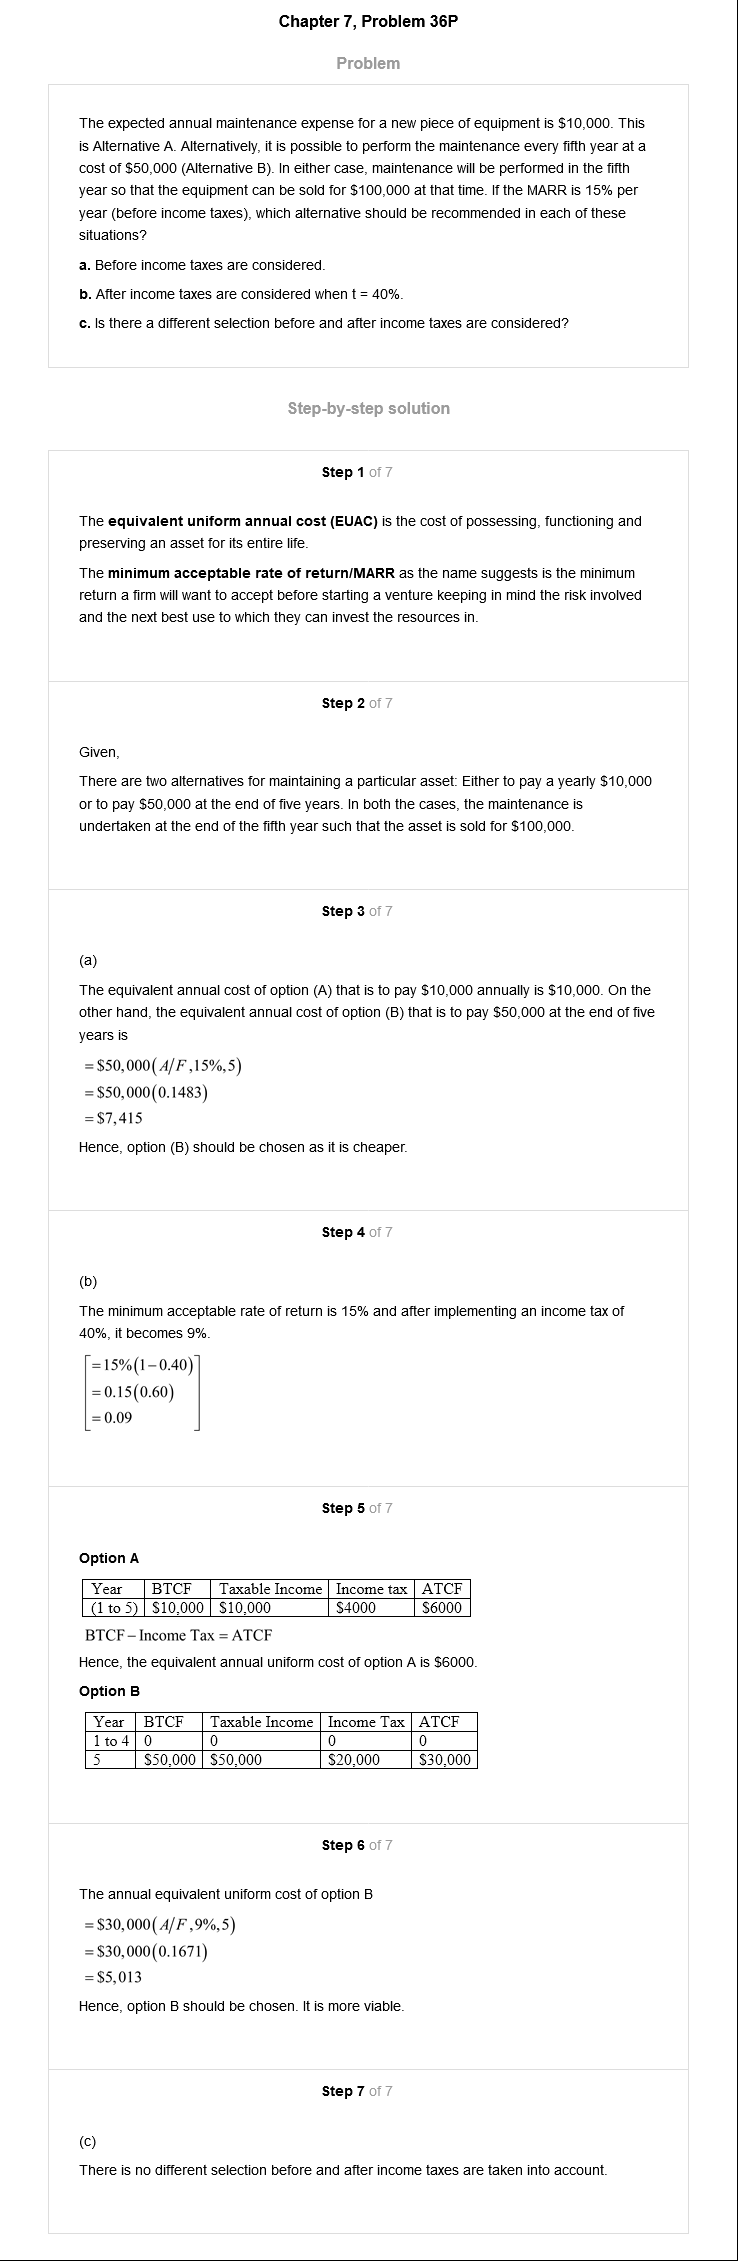 Chapter 7, Problem 36P
Problem
The expected annual maintenance expense for a new piece of equipment is $10,000. This
is Alternative A. Alternatively, it is possible to perform the maintenance every fifth year at a
cost of $50,000 (Alternative B). In either case, maintenance will be performed in the fifth
year so that the equipment can be sold for $100,000 at that time. If the MARR is 15% per
year (before income taxes), which alternative should be recommended in each of these
situations?
a. Before income taxes are considered.
b. After income taxes are considered when t = 40%.
c. Is there a different selection before and after income taxes are considered?
Step-by-step solution
Step 1 of 7
The equivalent uniform annual cost (EUAC) is the cost of possessing, functioning and
preserving an asset for its entire life.
The minimum acceptable rate of return/MARR as the name suggests is the minimum
return a firm will want to accept before starting a venture keeping in mind the risk involved
and the next best use to which they can invest the resources in.
Step 2 of 7
Given,
There are two alternatives for maintaining a particular asset: Either to pay a yearly $10,000
or to pay $50,000 at the end of five years. In both the cases, the maintenance is
undertaken at the end of the fifth year such that the asset is sold for $100,000.
Step 3 of 7
(a)
The equivalent annual cost of option (A) that is to pay $10,000 annually is $10,000. On the
other hand, the equivalent annual cost of option (B) that is to pay $50,000 at the end of five
years is
= $50,000(A/F,15%,5)
= $50,000(0.1483)
= $7,415
Hence, option (B) should be chosen as it is cheaper.
Step 4 of 7
(b)
The minimum acceptable rate of return is 15% and after implementing an income tax of
40%, it becomes 9%.
= 15%(1−0.40)
= 0.15(0.60)
= 0.09
Step 5 of 7
Option A
Year BTCF Taxable Income Income tax ATCF
(1 to 5) $10,000 $10,000 $4000 $6000
BTCF − Income Tax = ATCF
Hence, the equivalent annual uniform cost of option A is $6000.
Option B
Year BTCF Taxable Income Income Tax ATCF
1 to 4 0 0 0 0
5 $50,000 $50,000 $20,000 $30,000
Step 6 of 7
The annual equivalent uniform cost of option B
= $30,000(A/F,9%,5)
= $30,000(0.1671)
= $5,013
Hence, option B should be chosen. It is more viable.
Step 7 of 7
(c)
There is no different selection before and after income taxes are taken into account.